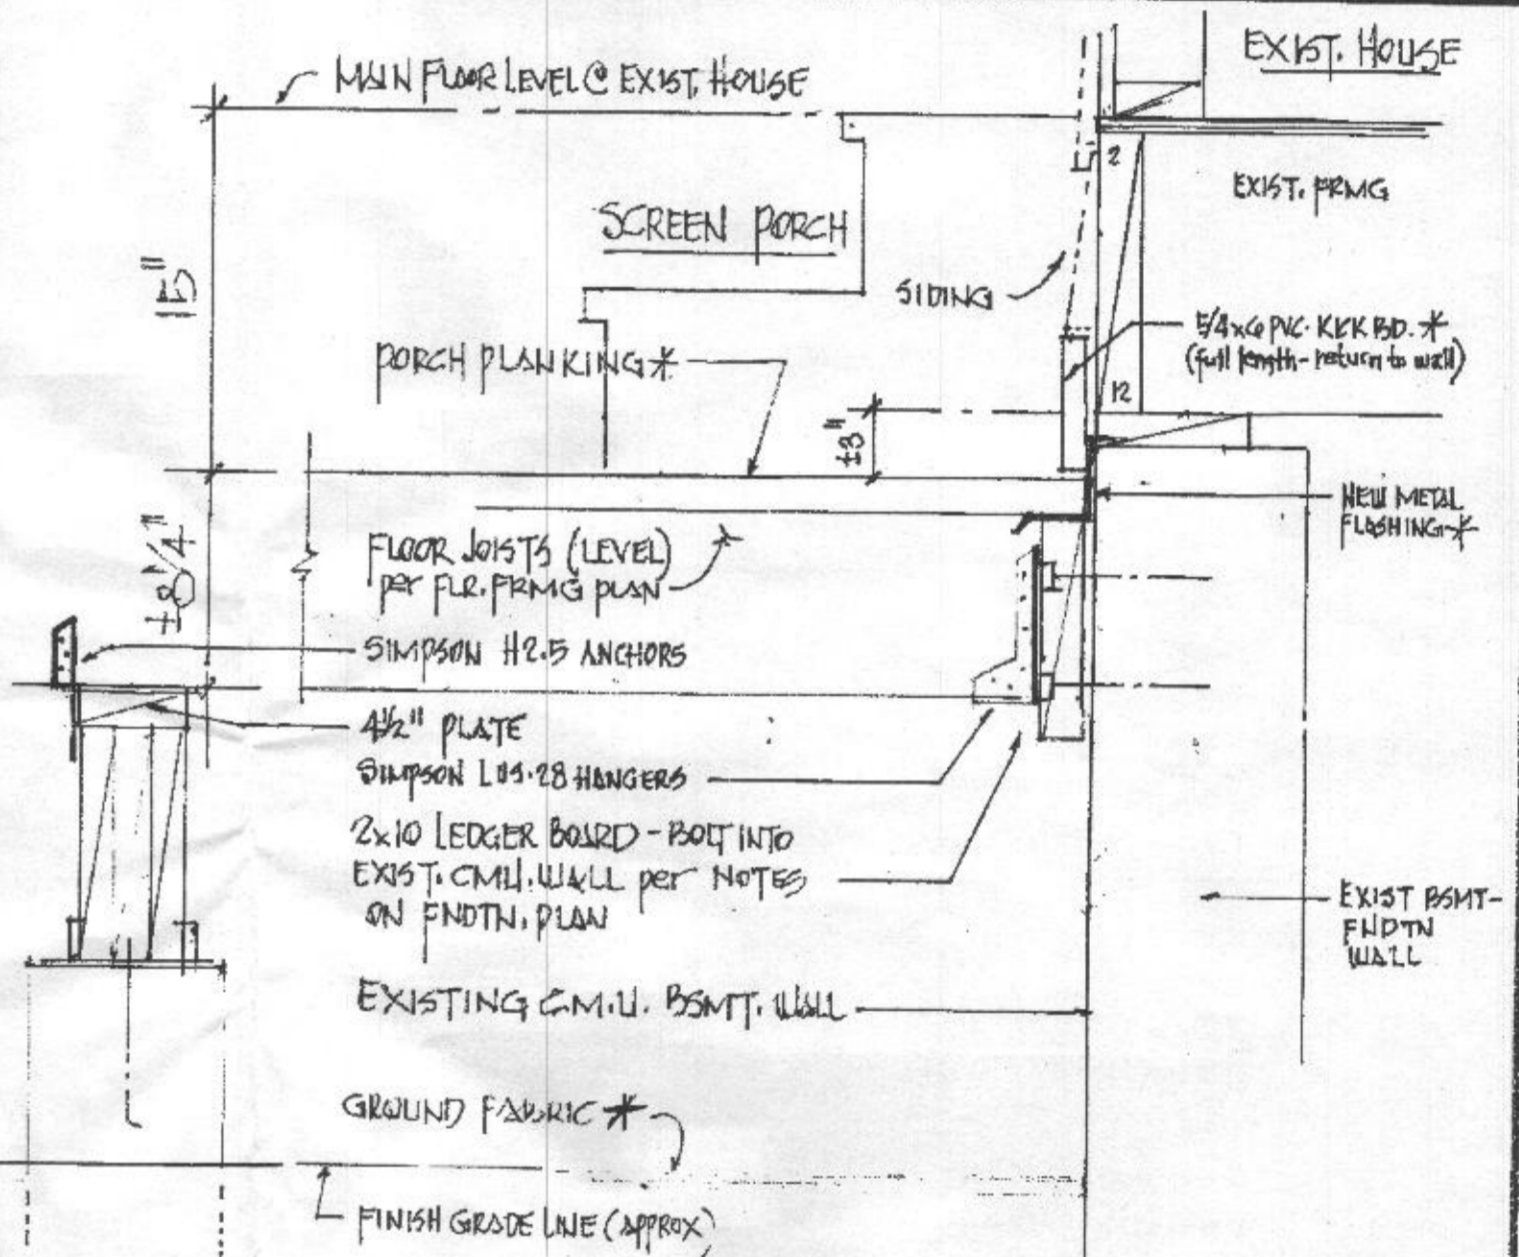 EXIST. HOUSE
MAIN FLOOR LEVEL @ EXIST. HOUSE
2
EXIST. FRMG
SCREEN PORCH
15"
SIDING
5/4x6 PVC. KICK BD. *
(full length - return to wall)
PORCH PLANKING *
12
±3"
NEW METAL
FLASHING *
FLOOR JOISTS (LEVEL)
per FLR. FRMG PLAN
SIMPSON H2.5 ANCHORS
4½" PLATE
SIMPSON LUS-28 HANGERS
2x10 LEDGER BOARD - BOLT INTO
EXIST. CMU. WALL per NOTES
ON FNDTN. PLAN
EXIST BSMT-
FNDTN
WALL
EXISTING C.M.U. BSMT. WALL
GROUND FABRIC *
FINISH GRADE LINE (APPROX)